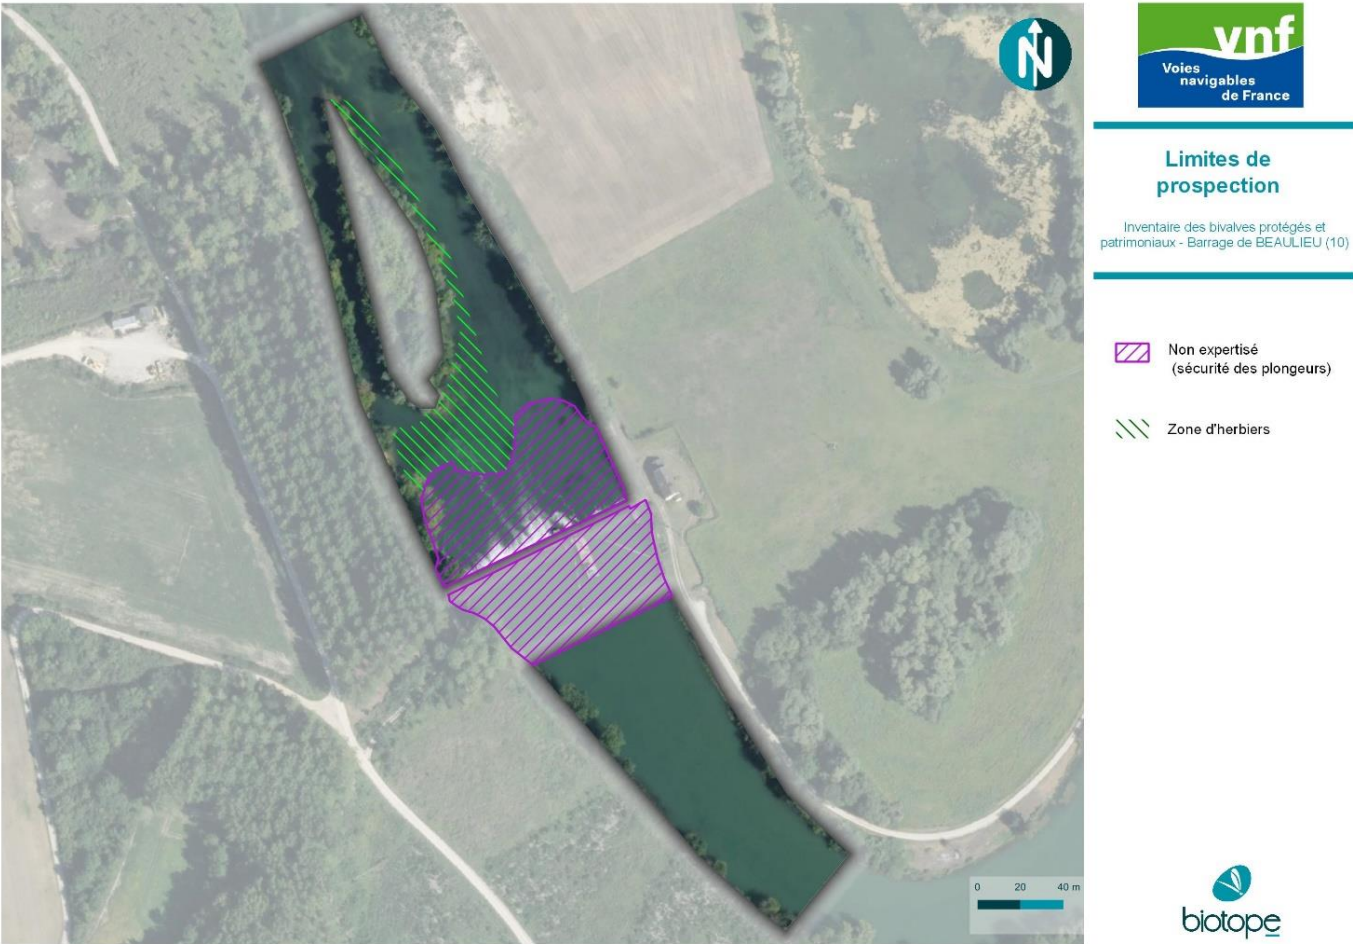 N
vnf
Voies
navigables
de France
Limites de
prospection
Inventaire des bivalves protégés et
patrimoniaux - Barrage de BEAULIEU (10)
Non expertisé
(sécurité des plongeurs)
Zone d'herbiers
0 20 40 m
biotope